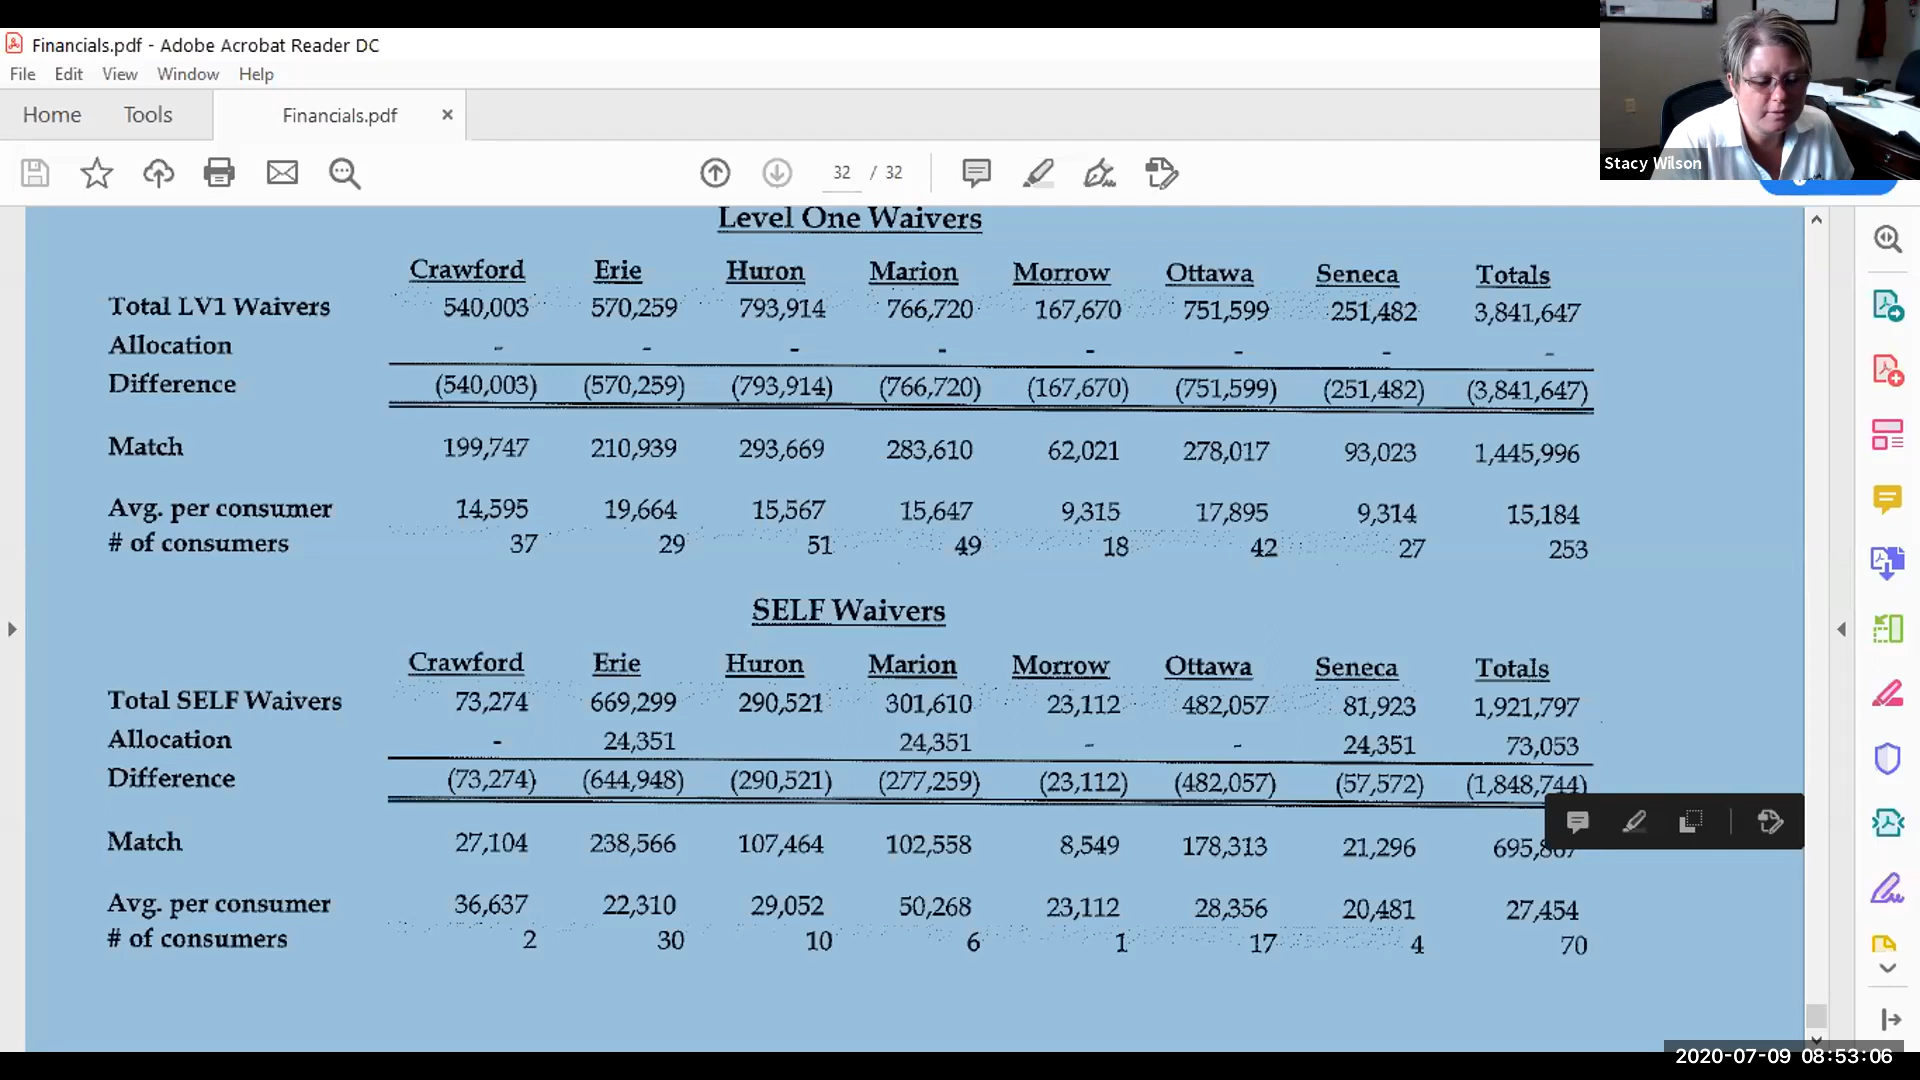 Financials.pdf - Adobe Acrobat Reader DC
File Edit View Window Help
Home Tools Financials.pdf ×
32 / 32
Stacy Wilson
Level One Waivers
Crawford Erie Huron Marion Morrow Ottawa Seneca Totals
Total LV1 Waivers 540,003 570,259 793,914 766,720 167,670 751,599 251,482 3,841,647
Allocation - - - - - - - -
Difference (540,003) (570,259) (793,914) (766,720) (167,670) (751,599) (251,482) (3,841,647)
Match 199,747 210,939 293,669 283,610 62,021 278,017 93,023 1,445,996
Avg. per consumer 14,595 19,664 15,567 15,647 9,315 17,895 9,314 15,184
# of consumers 37 29 51 49 18 42 27 253
SELF Waivers
Crawford Erie Huron Marion Morrow Ottawa Seneca Totals
Total SELF Waivers 73,274 669,299 290,521 301,610 23,112 482,057 81,923 1,921,797
Allocation - 24,351 24,351 - - 24,351 73,053
Difference (73,274) (644,948) (290,521) (277,259) (23,112) (482,057) (57,572) (1,848,744)
Match 27,104 238,566 107,464 102,558 8,549 178,313 21,296
Avg. per consumer 36,637 22,310 29,052 50,268 23,112 28,356 20,481 27,454
# of consumers 2 30 10 6 1 17 4 70
2020-07-09 08:53:06